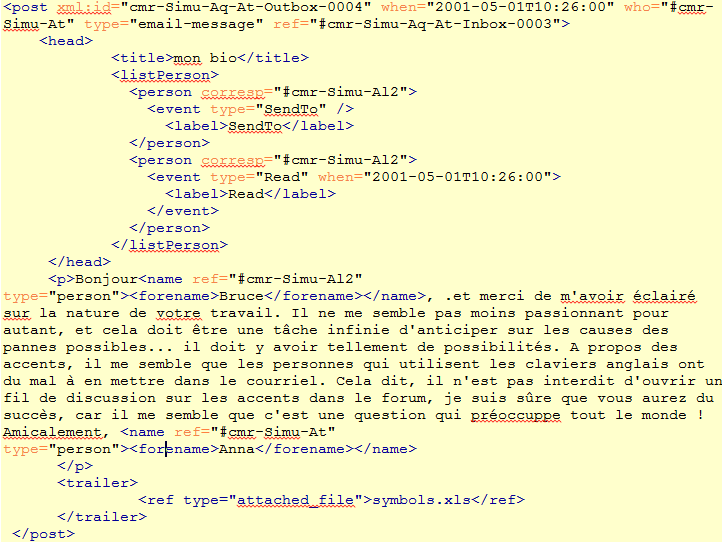 <post xml:id="cmr-Simu-Aq-At-Outbox-0004" when="2001-05-01T10:26:00" who="#cmr-
Simu-At" type="email-message" ref="#cmr-Simu-Aq-At-Inbox-0003">
<head>
<title>mon bio</title>
<listPerson>
<person corresp="#cmr-Simu-Al2">
<event type="SendTo" />
<label>SendTo</label>
</person>
<person corresp="#cmr-Simu-Al2">
<event type="Read" when="2001-05-01T10:26:00">
<label>Read</label>
</event>
</person>
</listPerson>
</head>
<p>Bonjour<name ref="#cmr-Simu-Al2"
type="person"><forename>Bruce</forename></name>, .et merci de m'avoir éclairé
sur la nature de votre travail. Il ne me semble pas moins passionnant pour
autant, et cela doit être une tâche infinie d'anticiper sur les causes des
pannes possibles... il doit y avoir tellement de possibilités. A propos des
accents, il me semble que les personnes qui utilisent les claviers anglais ont
du mal à en mettre dans le courriel. Cela dit, il n'est pas interdit d'ouvrir un
fil de discussion sur les accents dans le forum, je suis sûre que vous aurez du
succès, car il me semble que c'est une question qui préoccuppe tout le monde !
Amicalement, <name ref="#cmr-Simu-At"
type="person"><forename>Anna</forename></name>
</p>
<trailer>
<ref type="attached_file">symbols.xls</ref>
</trailer>
</post>